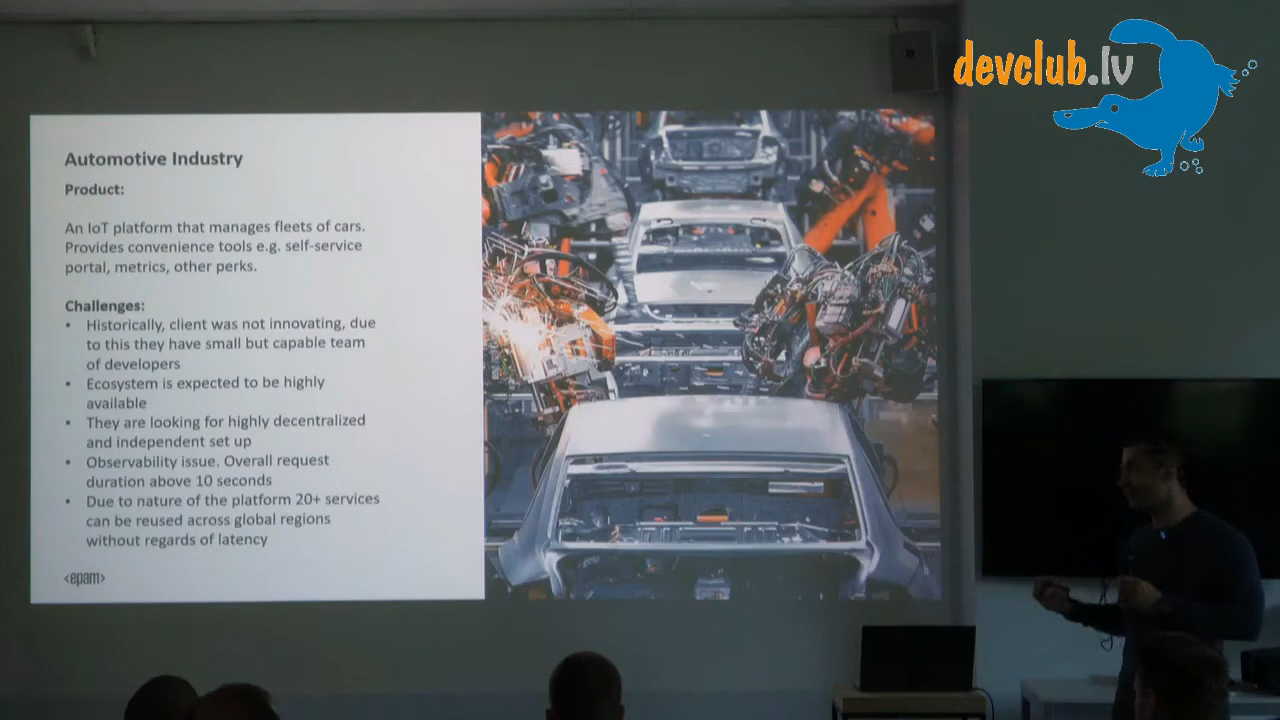 devclub.lv
Automotive Industry
Product:
An IoT platform that manages fleets of cars.
Provides convenience tools e.g. self-service
portal, metrics, other perks.
Challenges:
• Historically, client was not innovating, due
to this they have small but capable team
of developers
• Ecosystem is expected to be highly
available
• They are looking for highly decentralized
and independent set up
• Observability issue. Overall request
duration above 10 seconds
• Due to nature of the platform 20+ services
can be reused across global regions
without regards of latency
<epam>